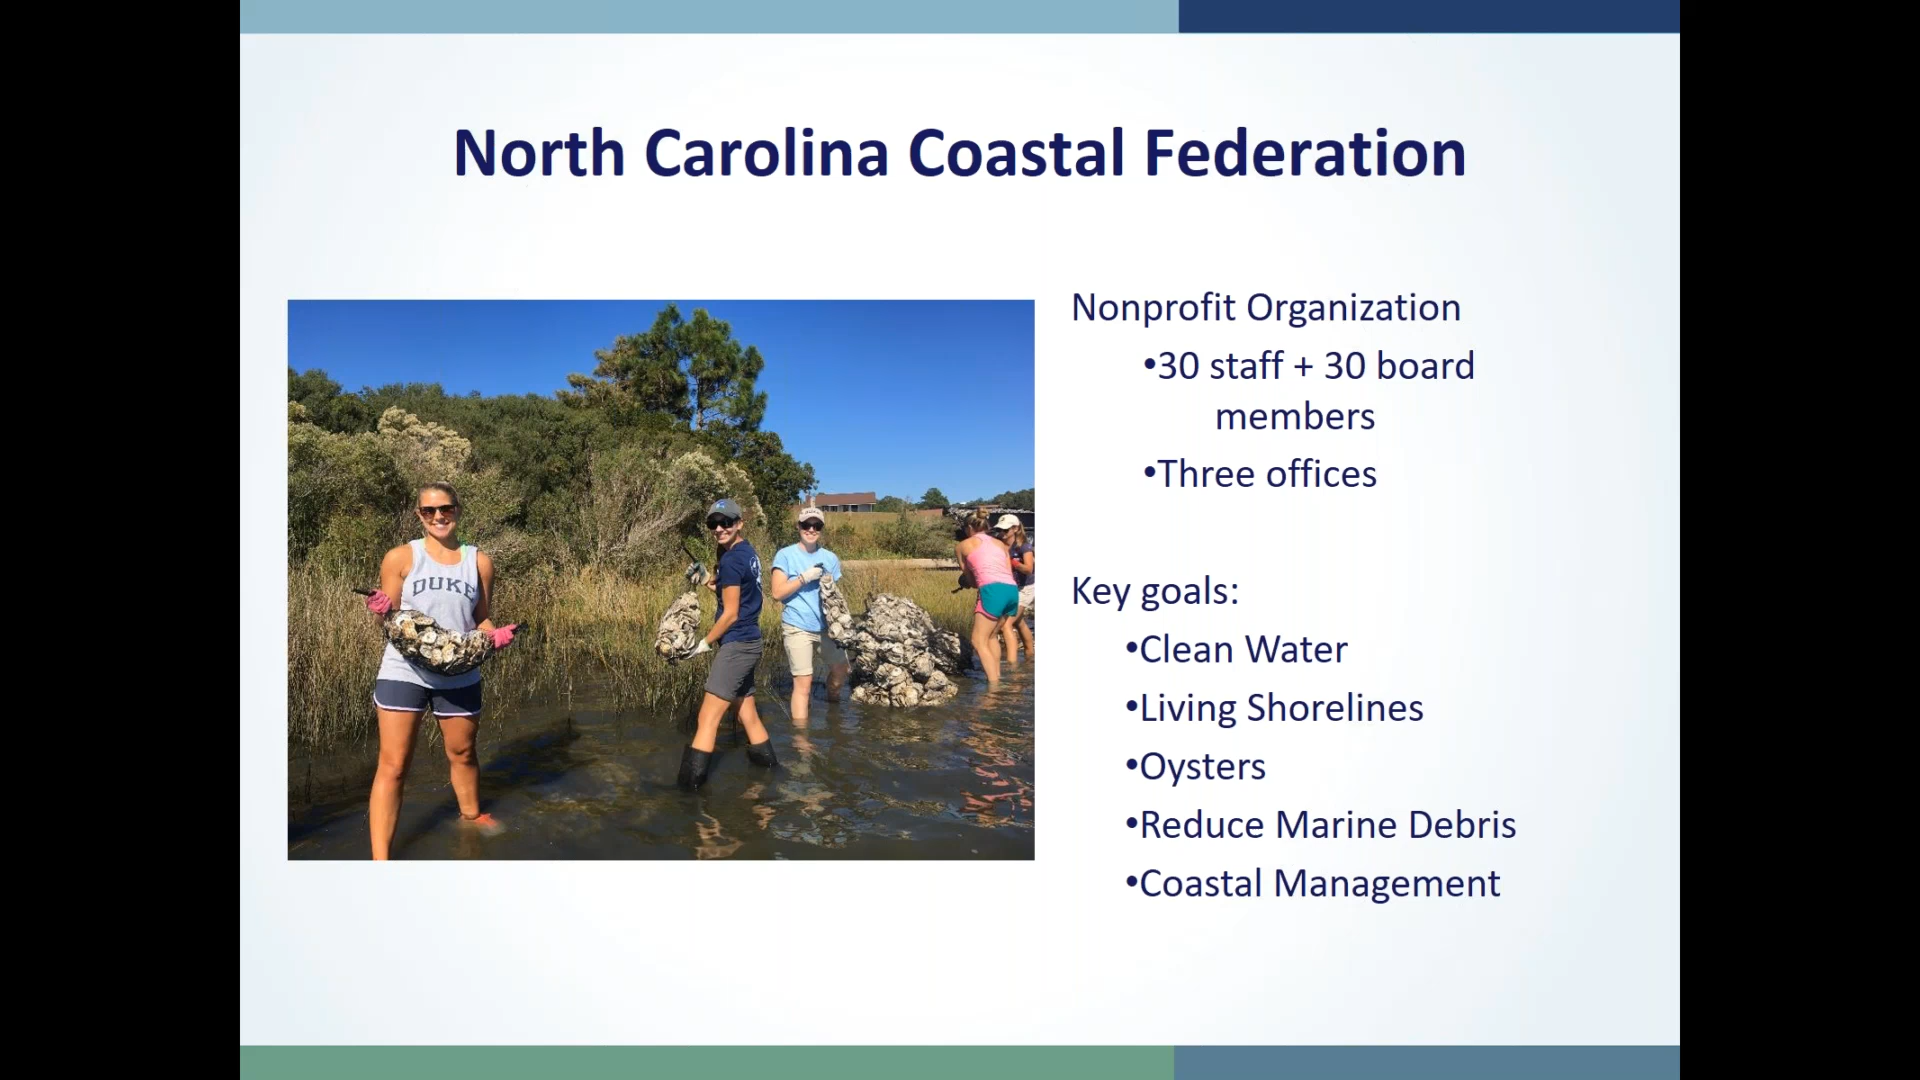 North Carolina Coastal Federation
DUKE
Nonprofit Organization
•30 staff + 30 board
members
•Three offices
Key goals:
•Clean Water
•Living Shorelines
•Oysters
•Reduce Marine Debris
•Coastal Management